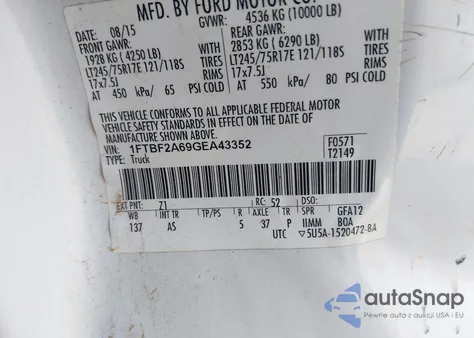 MFD. BY FORD MOTOR CO.
08/15 GVWR: 4536 KG (10000 LB)
FRONT GAWR: REAR GAWR:
1928 KG ( 4250 LB) 2853 KG ( 6290 LB)
LT245/75R17E 121/118S TIRES LT245/75R17E 121/118S TIRES
17x7.5J RIMS 17x7.5J RIMS
AT 450 kPa/ 65 PSI COLD AT 550 kPa/ 80 PSI COLD
THIS VEHICLE CONFORMS TO ALL APPLICABLE FEDERAL MOTOR
VEHICLE SAFETY STANDARDS IN EFFECT ON THE DATE OF
MANUFACTURE SHOWN ABOVE.
VIN: 1FTBF2A69GEA43352 F0571
TYPE: Truck T2149
EXT PNT: Z1 RC: 52 DSO:
WB INT TR TP/PS R AXLE TR SPR GFA12
137 AS 5 37 P IIMM BOA
UTC 5U5A-1520472-BA
autoSnap
Pewne auta z aukcji USA i EU